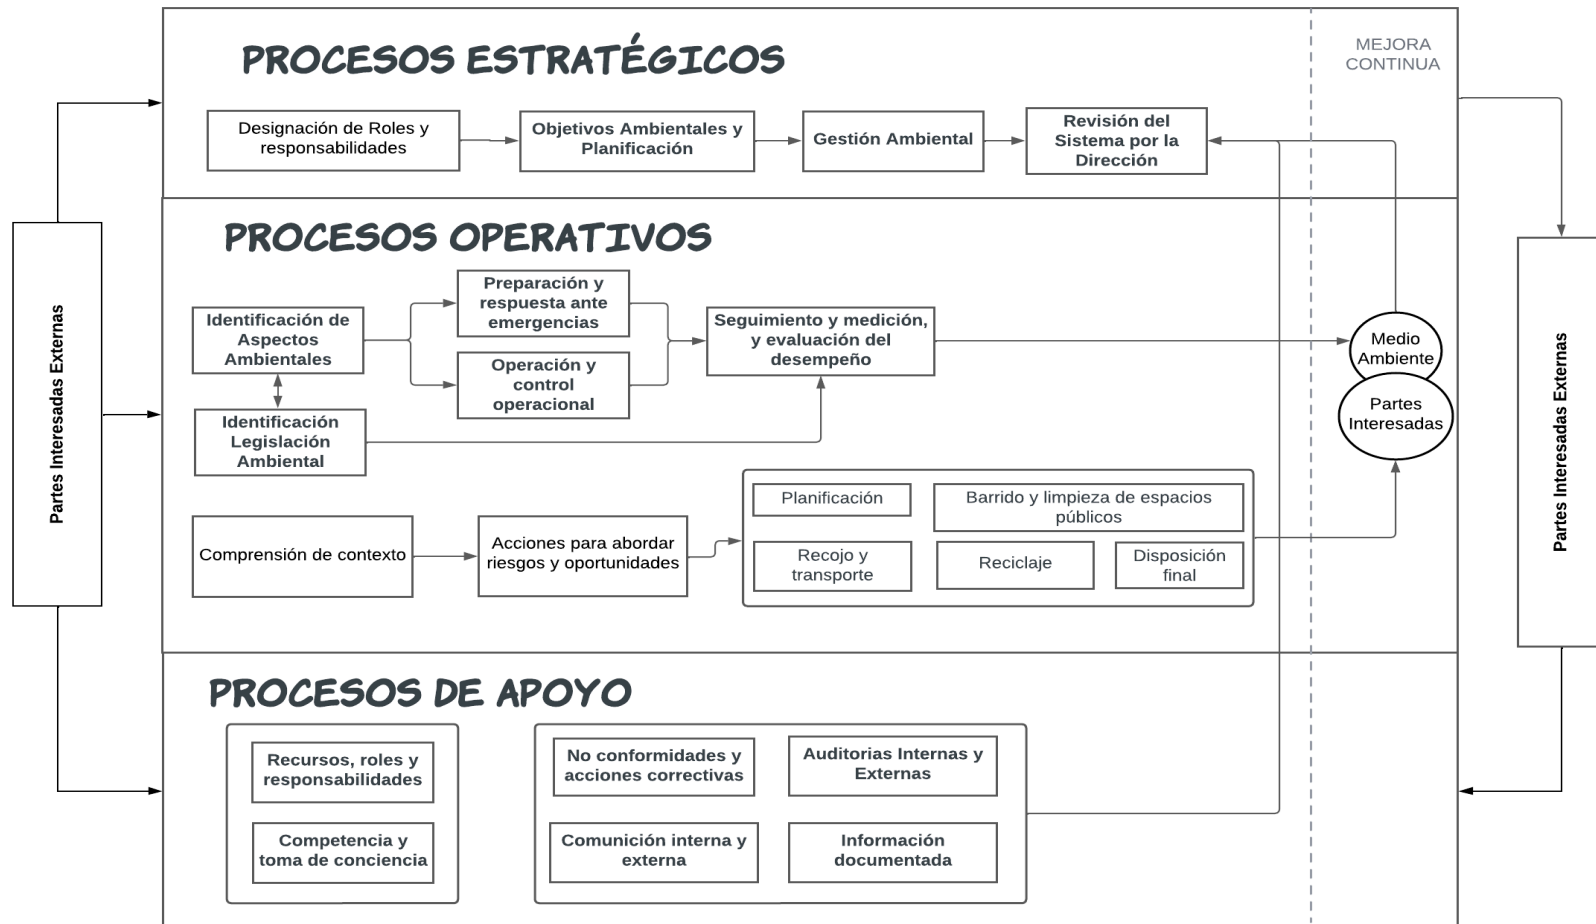 PROCESOS ESTRATÉGICOS
MEJORA
CONTINUA
Designación de Roles y
responsabilidades
Objetivos Ambientales y
Planificación
Gestión Ambiental
Revisión del
Sistema por la
Dirección
Partes Interesadas Externas
PROCESOS OPERATIVOS
Identificación de
Aspectos
Ambientales
Preparación y
respuesta ante
emergencias
Operación y
control
operacional
Seguimiento y medición,
y evaluación del
desempeño
Identificación
Legislación
Ambiental
Medio
Ambiente
Partes
Interesadas
Partes Interesadas Externas
Comprensión de contexto
Acciones para abordar
riesgos y oportunidades
Planificación
Barrido y limpieza de espacios
públicos
Recojo y
transporte
Reciclaje
Disposición
final
PROCESOS DE APOYO
Recursos, roles y
responsabilidades
Competencia y
toma de conciencia
No conformidades y
acciones correctivas
Auditorias Internas y
Externas
Comunición interna y
externa
Información
documentada